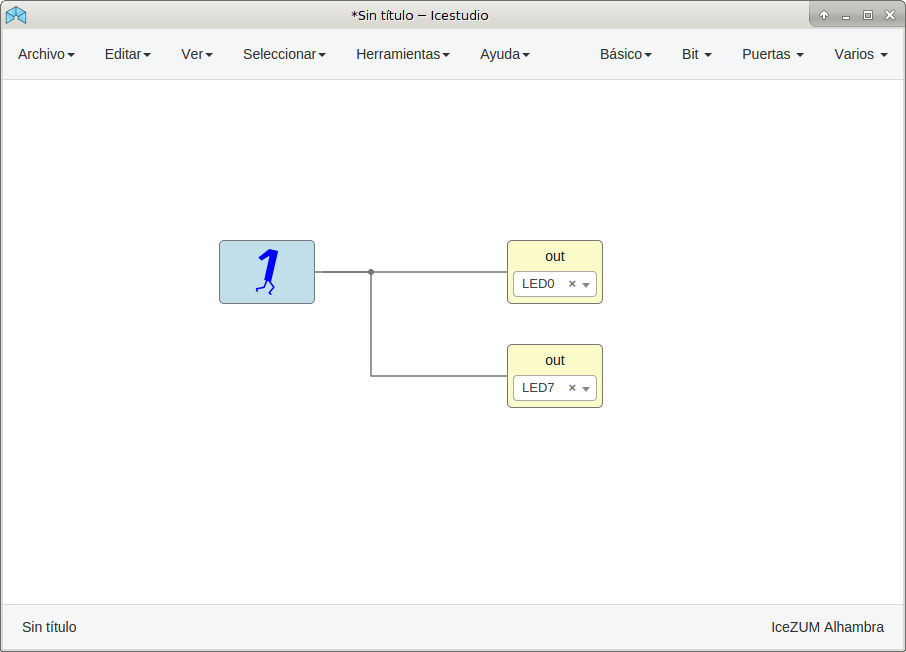 *Sin título – Icestudio
Archivo Editar Ver Seleccionar Herramientas Ayuda Básico Bit Puertas Varios
1
out
LED0 ×
out
LED7 ×
Sin título IceZUM Alhambra